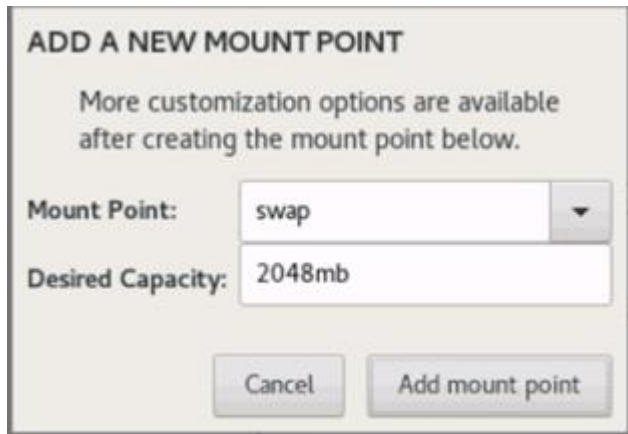 ADD A NEW MOUNT POINT
More customization options are available
after creating the mount point below.
Mount Point: swap
Desired Capacity: 2048mb
Cancel Add mount point